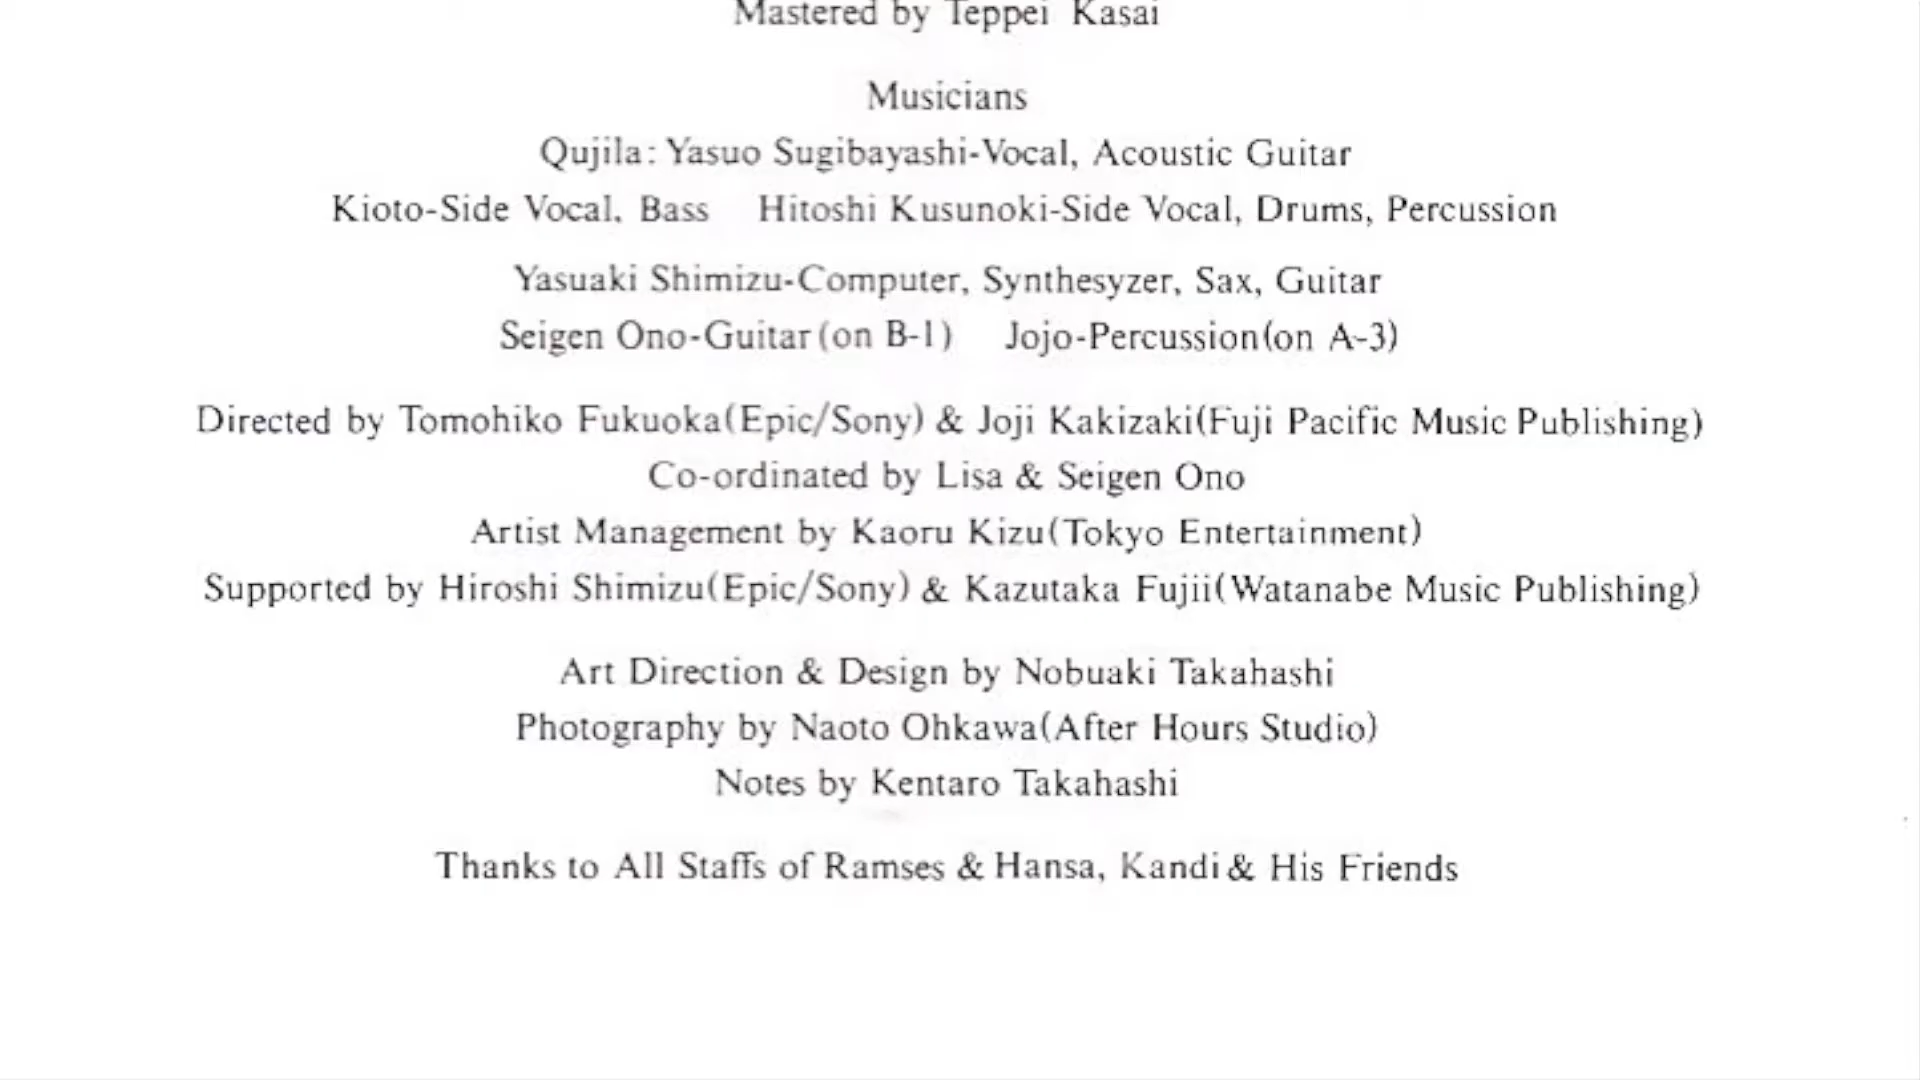 Mastered by Teppei Kasai
Musicians
Qujila: Yasuo Sugibayashi-Vocal, Acoustic Guitar
Kioto-Side Vocal, Bass Hitoshi Kusunoki-Side Vocal, Drums, Percussion
Yasuaki Shimizu-Computer, Synthesyzer, Sax, Guitar
Seigen Ono-Guitar(on B-1) Jojo-Percussion(on A-3)
Directed by Tomohiko Fukuoka(Epic/Sony) & Joji Kakizaki(Fuji Pacific Music Publishing)
Co-ordinated by Lisa & Seigen Ono
Artist Management by Kaoru Kizu(Tokyo Entertainment)
Supported by Hiroshi Shimizu(Epic/Sony) & Kazutaka Fujii(Watanabe Music Publishing)
Art Direction & Design by Nobuaki Takahashi
Photography by Naoto Ohkawa(After Hours Studio)
Notes by Kentaro Takahashi
Thanks to All Staffs of Ramses & Hansa, Kandi & His Friends